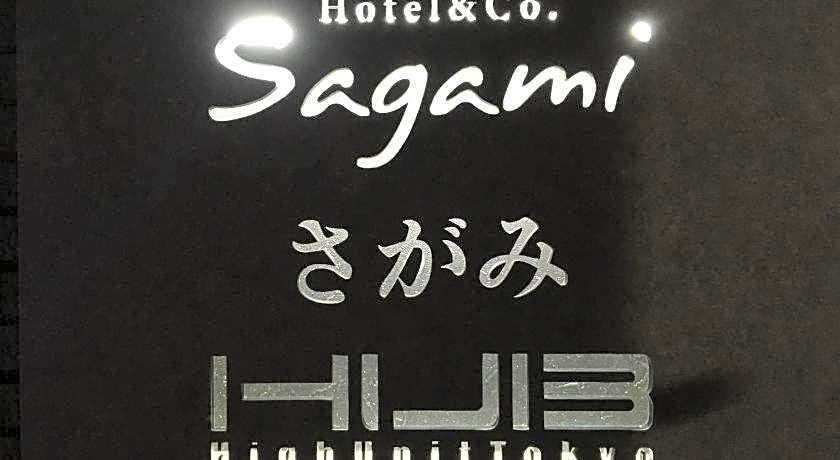 Hotel&Co.
Sagami
さがみ
HUB
HighUnitTokyo